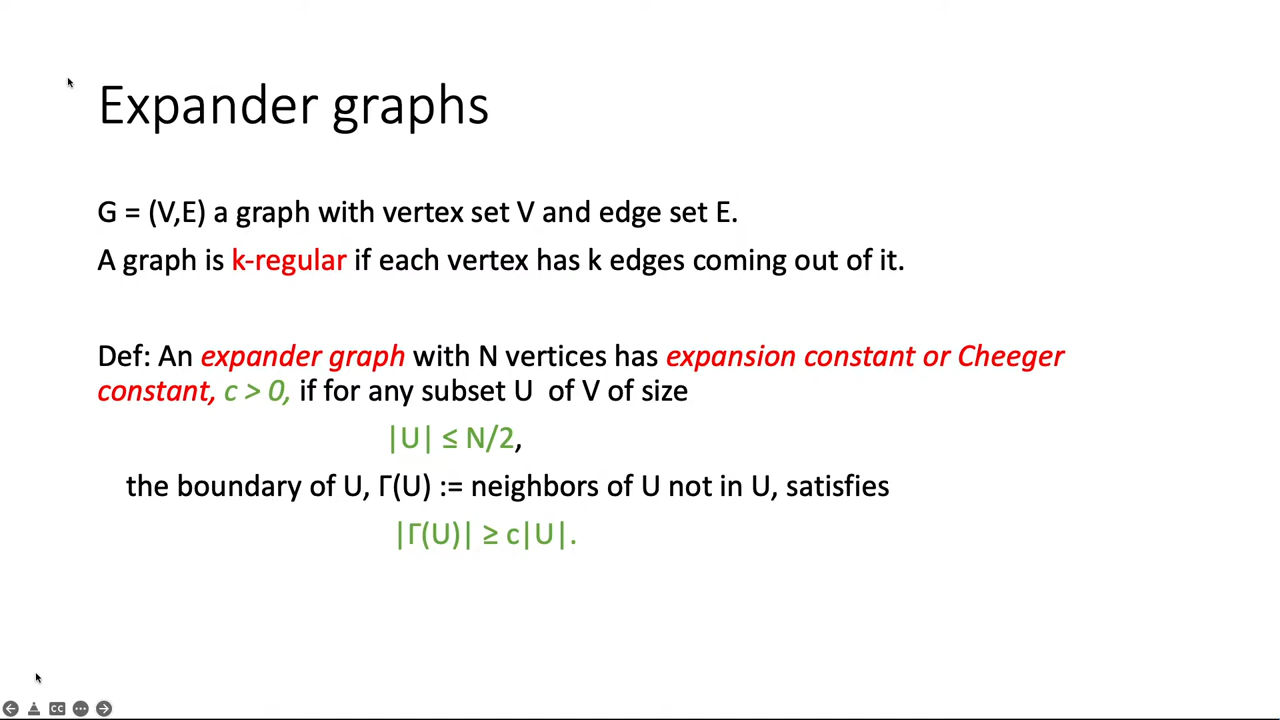 Expander graphs
G = (V,E) a graph with vertex set V and edge set E.
A graph is k-regular if each vertex has k edges coming out of it.
Def: An expander graph with N vertices has expansion constant or Cheeger
constant, c > 0, if for any subset U of V of size
|U| ≤ N/2,
the boundary of U, Γ(U) := neighbors of U not in U, satisfies
|Γ(U)| ≥ c|U|.
CC